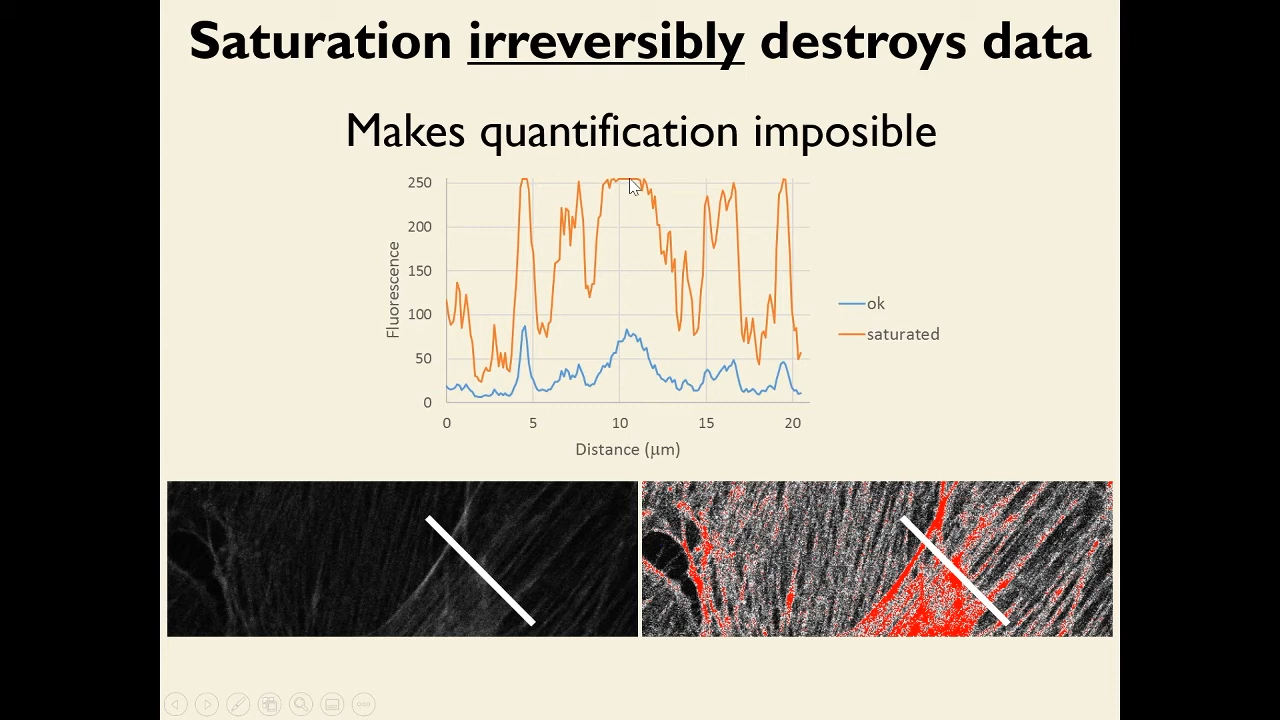 Saturation irreversibly destroys data
Makes quantification imposible
250
200
150
100
50
0
Fluorescence
0 5 10 15 20
Distance (μm)
ok
saturated